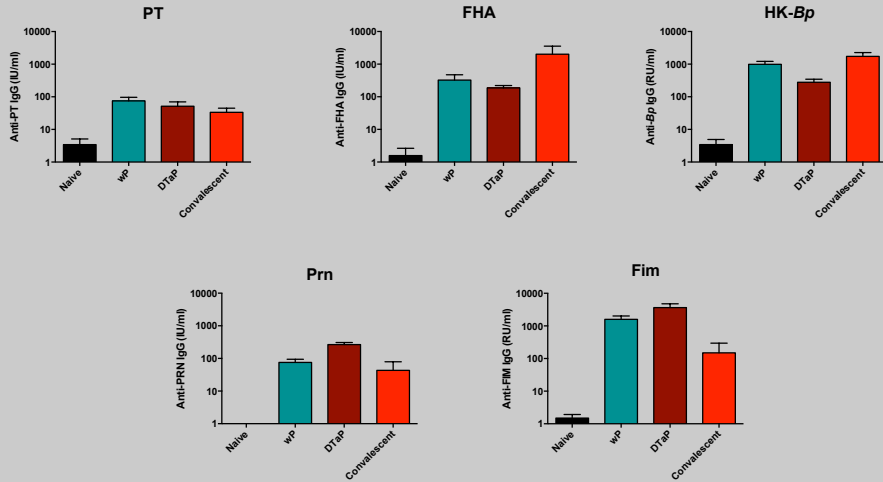 PT
Anti-PT IgG (IU/ml)
10000
1000
100
10
1
Naive
wP
DTaP
Convalescent
FHA
Anti-FHA IgG (IU/ml)
10000
1000
100
10
1
Naive
wP
DTaP
Convalescent
HK-Bp
Anti-Bp IgG (RU/ml)
10000
1000
100
10
1
Naive
wP
DTaP
Convalescent
Prn
Anti-PRN IgG (IU/ml)
10000
1000
100
10
1
Naive
wP
DTaP
Convalescent
Fim
Anti-FIM IgG (RU/ml)
10000
1000
100
10
1
Naive
wP
DTaP
Convalescent